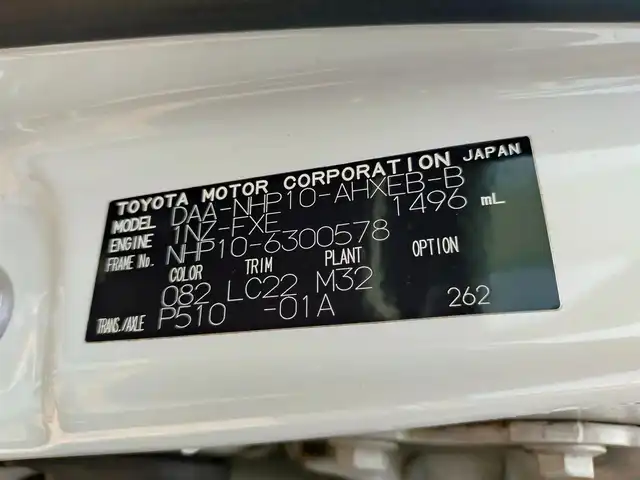 TOYOTA MOTOR CORPORATION JAPAN
MODEL DAA-NHP10-AHXEB-B
ENGINE 1NZ-FXE 1496 mL
FRAME No. NHP10-6300578
COLOR TRIM PLANT OPTION
082 LC22 M32
TRANS./AXLE P510 -01A 262